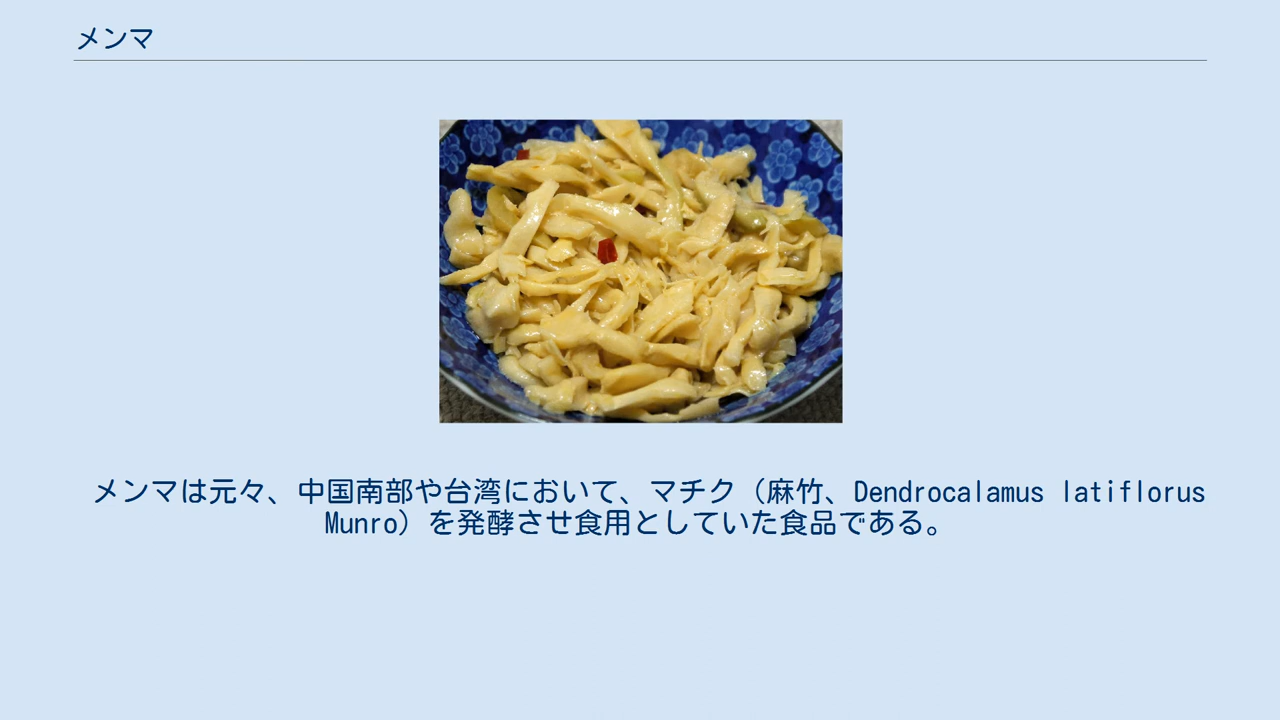 メンマ
メンマは元々、中国南部や台湾において、マチク（麻竹、Dendrocalamus latiflorus
Munro）を発酵させ食用としていた食品である。